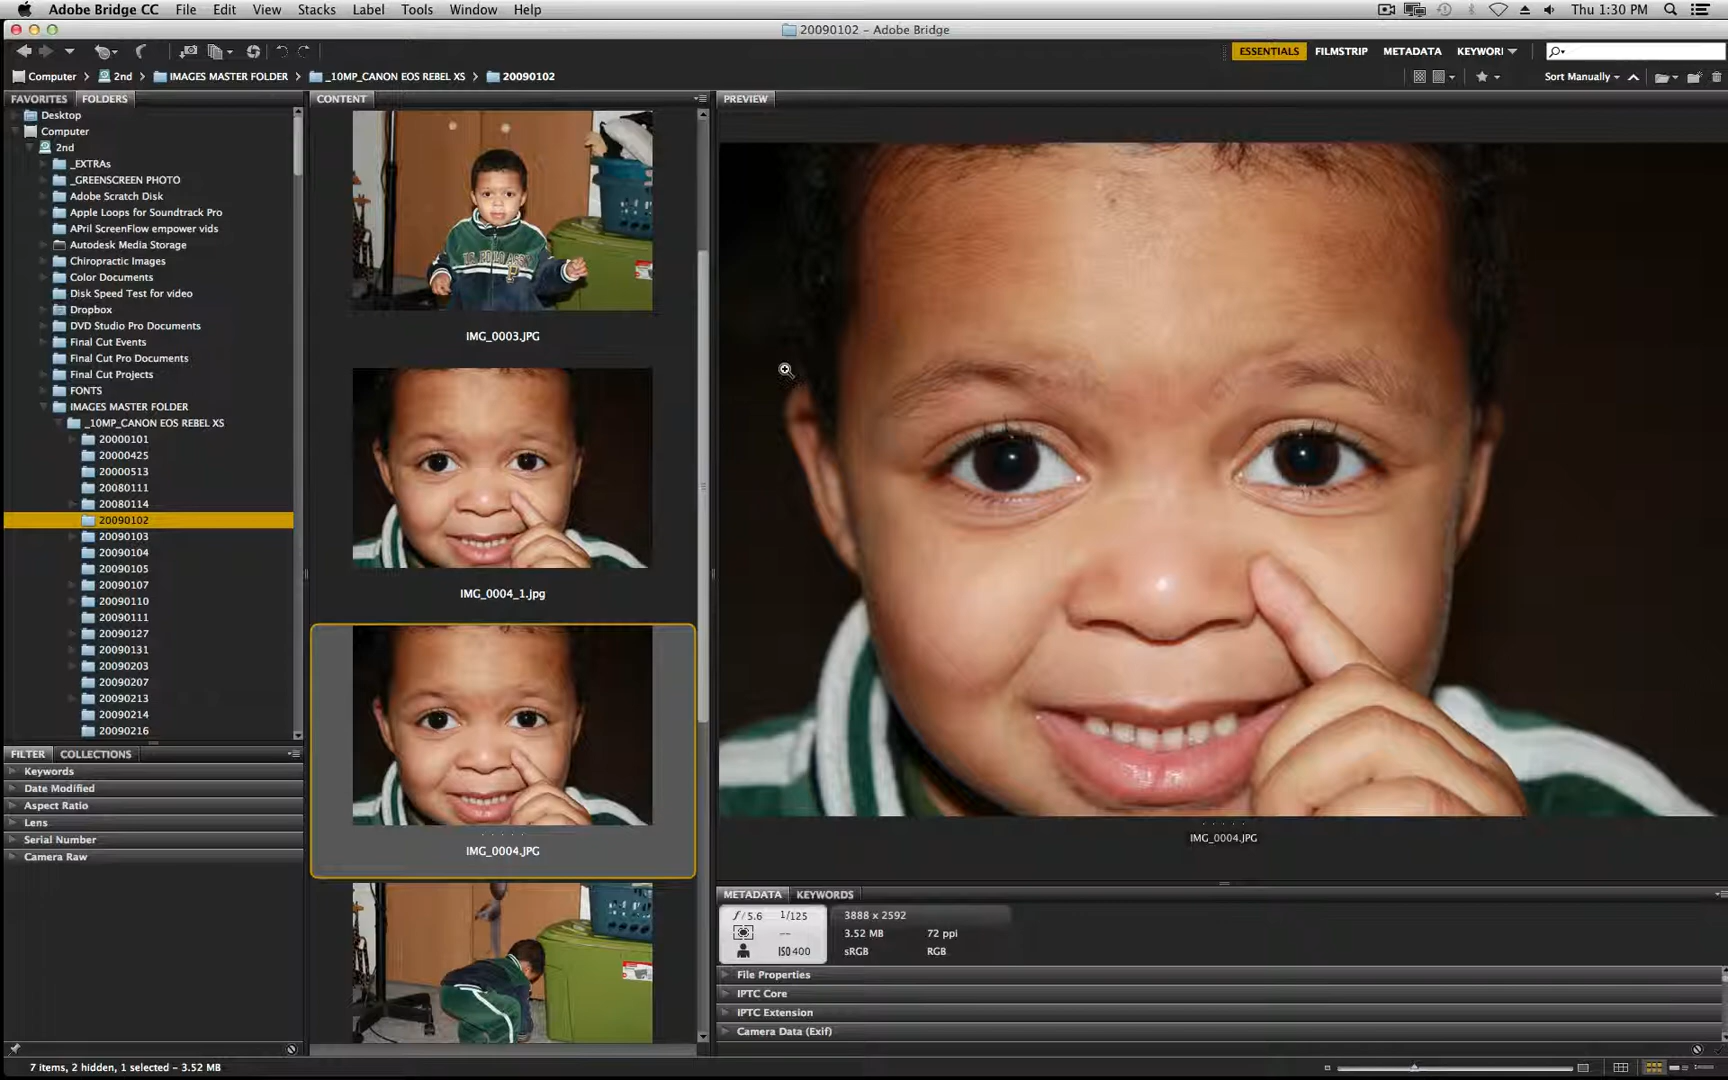 Adobe Bridge CC File Edit View Stacks Label Tools Window Help Thu 1:30 PM
20090102 – Adobe Bridge
ESSENTIALS FILMSTRIP METADATA KEYWORI
Computer 2nd IMAGES MASTER FOLDER _10MP_CANON EOS REBEL XS 20090102 Sort Manually
FAVORITES FOLDERS CONTENT PREVIEW
Desktop
Computer
2nd
_EXTRAs
_GREENSCREEN PHOTO
Adobe Scratch Disk
Apple Loops for Soundtrack Pro
APril ScreenFlow empower vids
Autodesk Media Storage
Chiropractic Images
Color Documents
Disk Speed Test for video
Dropbox
DVD Studio Pro Documents
Final Cut Events
Final Cut Pro Documents
Final Cut Projects
FONTS
IMAGES MASTER FOLDER
_10MP_CANON EOS REBEL XS
20000101
20000425
20000513
20080111
20080114
20090102
20090103
20090104
20090105
20090107
20090110
20090111
20090127
20090131
20090203
20090207
20090213
20090214
20090216
FILTER COLLECTIONS
Keywords
Date Modified
Aspect Ratio
Lens
Serial Number
Camera Raw
7 items, 2 hidden, 1 selected – 3.52 MB
U.S. POLO ASSN
IMG_0003.JPG
IMG_0004_1.jpg
IMG_0004.JPG
IMG_0004.JPG
METADATA KEYWORDS
f/5.6 1/125 3888 x 2592
-- 3.52 MB 72 ppi
ISO 400 sRGB RGB
File Properties
IPTC Core
IPTC Extension
Camera Data (Exif)